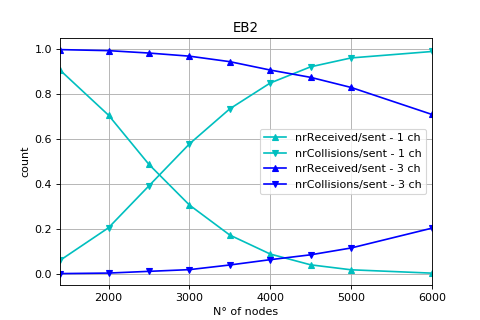 EB2
1.0
0.8
0.6
0.4
0.2
0.0
count
nrReceived/sent - 1 ch
nrCollisions/sent - 1 ch
nrReceived/sent - 3 ch
nrCollisions/sent - 3 ch
2000 3000 4000 5000 6000
N° of nodes